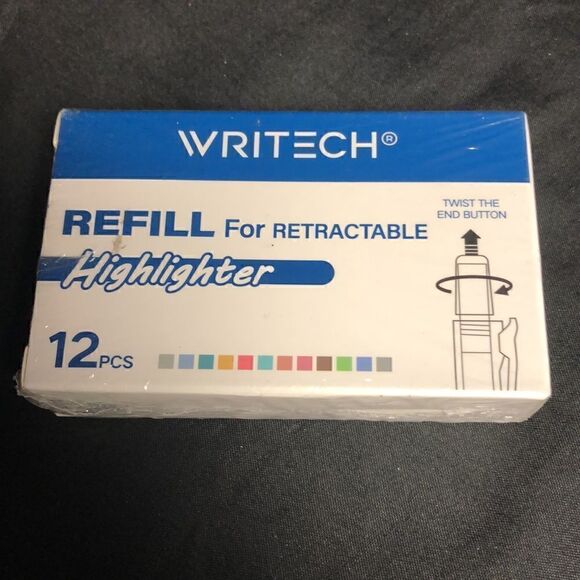 WRITECH®
TWIST THE
END BUTTON
REFILL For RETRACTABLE
Highlighter
12PCS